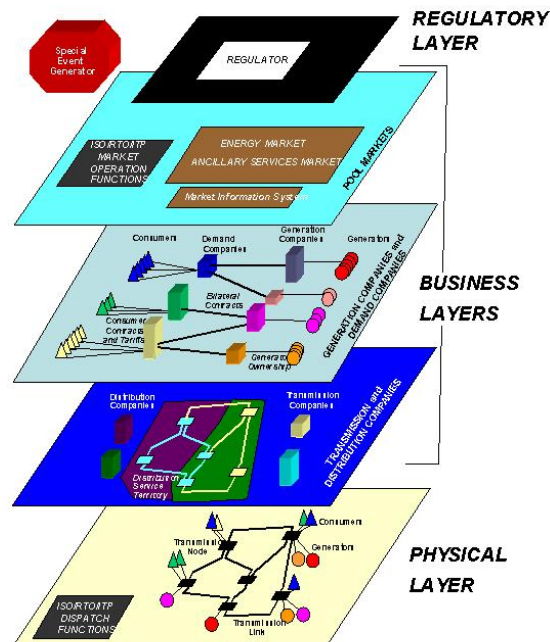 REGULATORY
LAYER
Special
Event
Generator
REGULATOR
ISO/RTO/ITP
MARKET
OPERATION
FUNCTIONS
ENERGY MARKET
ANCILLARY SERVICES MARKET
Market Information System
POOL MARKETS
Consumers
Demand
Companies
Generation
Companies
Generators
Bilateral
Contracts
Consumer
Contracts
and Tariffs
Generator
Ownership
GENERATION COMPANIES and
DEMAND COMPANIES
BUSINESS
LAYERS
Distribution
Companies
Transmission
Companies
Distribution
Service
Territory
TRANSMISSION and
DISTRIBUTION COMPANIES
Transmission
Node
Consumers
Generators
Transmission
Link
ISO/RTO/ITP
DISPATCH
FUNCTIONS
PHYSICAL
LAYER